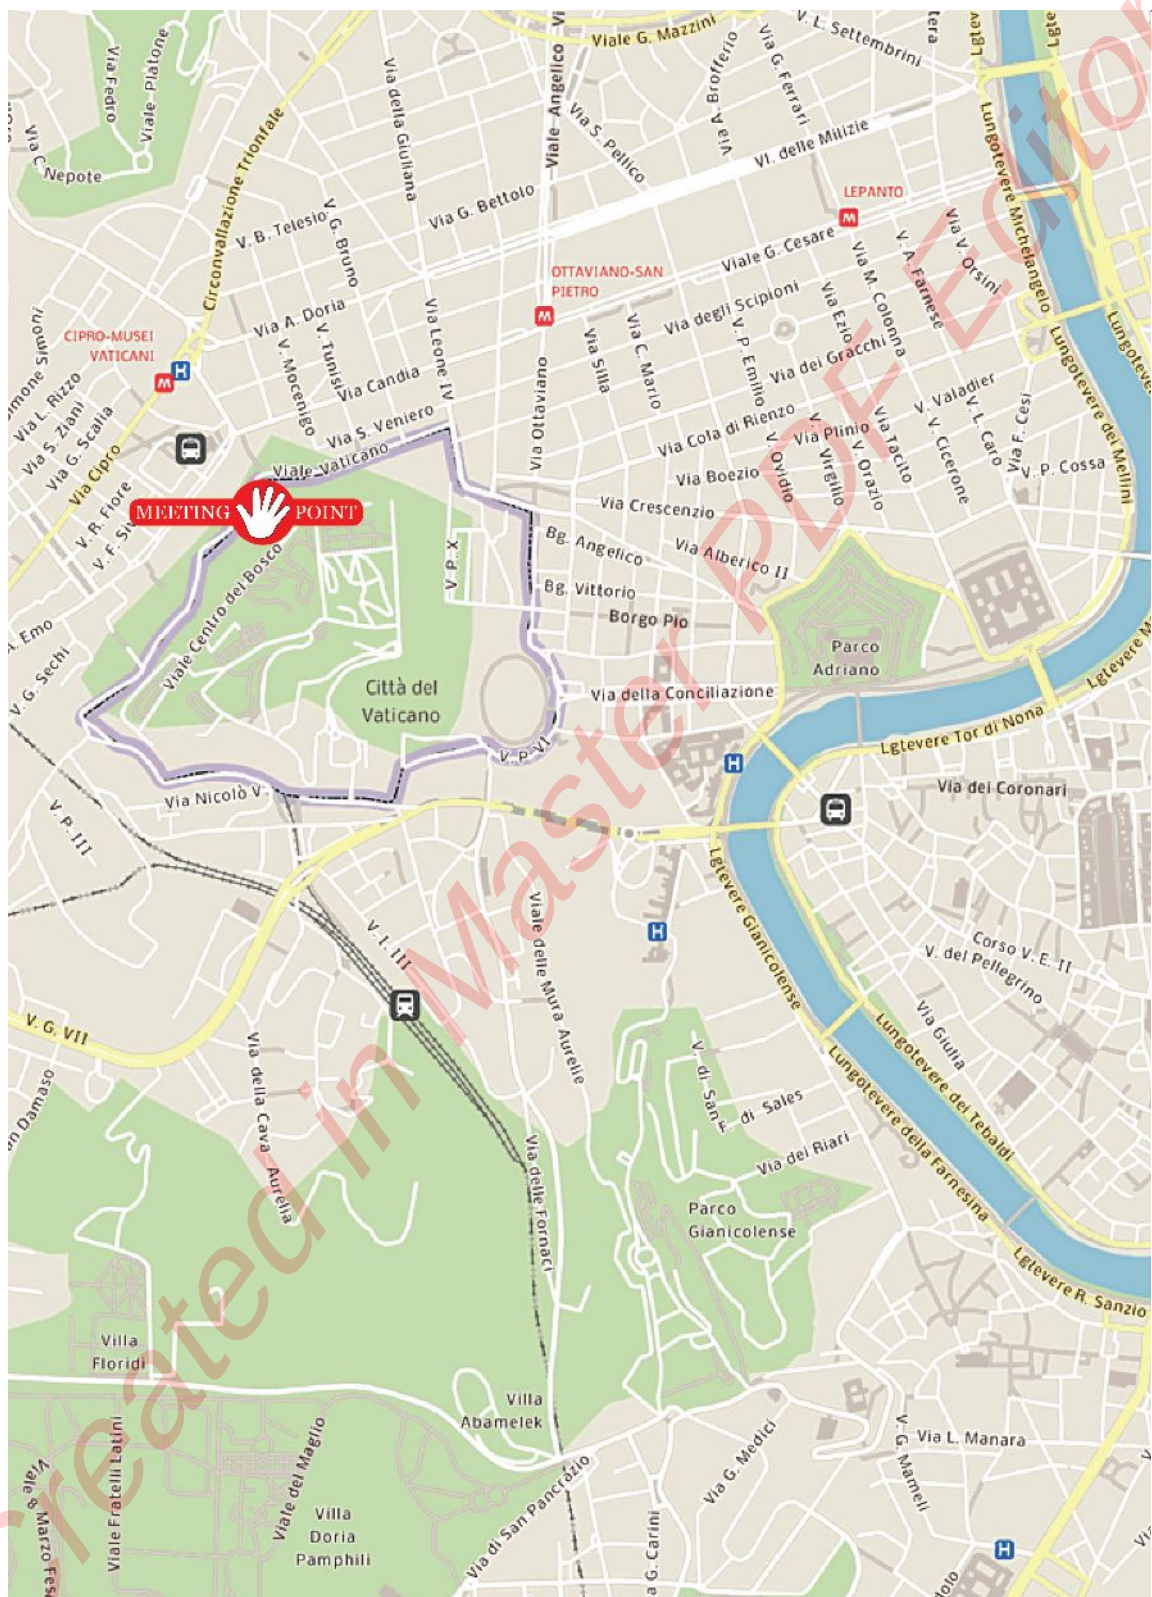 Viale G. Mazzini
V. L. Settembrini
Via Fedro
Viale Platone
Via C. Nepote
Circonvallazione Trionfale
Via della Giuliana
Viale Angelico
Via S. Pellico
Via A. Brofferio
Via G. Ferrari
Vl. delle Milizie
Lungotevere Michelangelo
LEPANTO
V. B. Telesio
V. G. Bruno
Via G. Bettolo
Viale G. Cesare
Via M. Colonna
V. A. Farnese
Via V. Orsini
OTTAVIANO-SAN
PIETRO
Via degli Scipioni
Via Ezio
Via A. Doria
V. Tunisi
V. Mocenigo
Via Leone IV
CIPRO-MUSEI
VATICANI
Via L. Rizzo
Via S. Ziani
Via G. Scalia
Via Cipro
Via Candia
Via S. Veniero
Viale Vaticano
Via Ottaviano
Via Silla
Via C. Mario
V. P. Emilio
Via dei Gracchi
Via Cola di Rienzo
Via Plinio
V. Ovidio
V. Virgilio
V. Orazio
Via Tacito
V. Valadier
V. V. Cicerone
V. L. Caro
Via F. Cesi
V. P. Cossa
Lungotevere dei Mellini
Via Boezio
Via Crescenzio
MEETING POINT
V. R. Fiore
Viale Centro del Bosco
V. P. X
Bg. Angelico
Via Alberico II
Bg. Vittorio
Borgo Pio
Parco
Adriano
V. G. Sechi
Città del
Vaticano
Via della Conciliazione
V. P. VI
Lgtevere Tor di Nona
Via dei Coronari
Via Nicolò V.
V. P. III
Lgtevere Gianicolense
V. I. III
Viale delle Mura Aurelie
Corso V. E. II
V. del Pellegrino
Via Giulia
V. G. VII
Via della Cava Aurelia
Lungotevere dei Tebaldi
V. di San F. di Sales
Via dei Riari
Lungotevere della Farnesina
Via delle Fornaci
Parco
Gianicolense
Lgtevere R. Sanzio
Villa
Floridi
Villa
Abamelek
Viale Fratelli Latini
Viale del Maglio
Villa
Doria
Pamphili
Via di San Pancrazio
Via G. Medici
V. G. Mameli
Via L. Manara
Created in Master PDF Editor